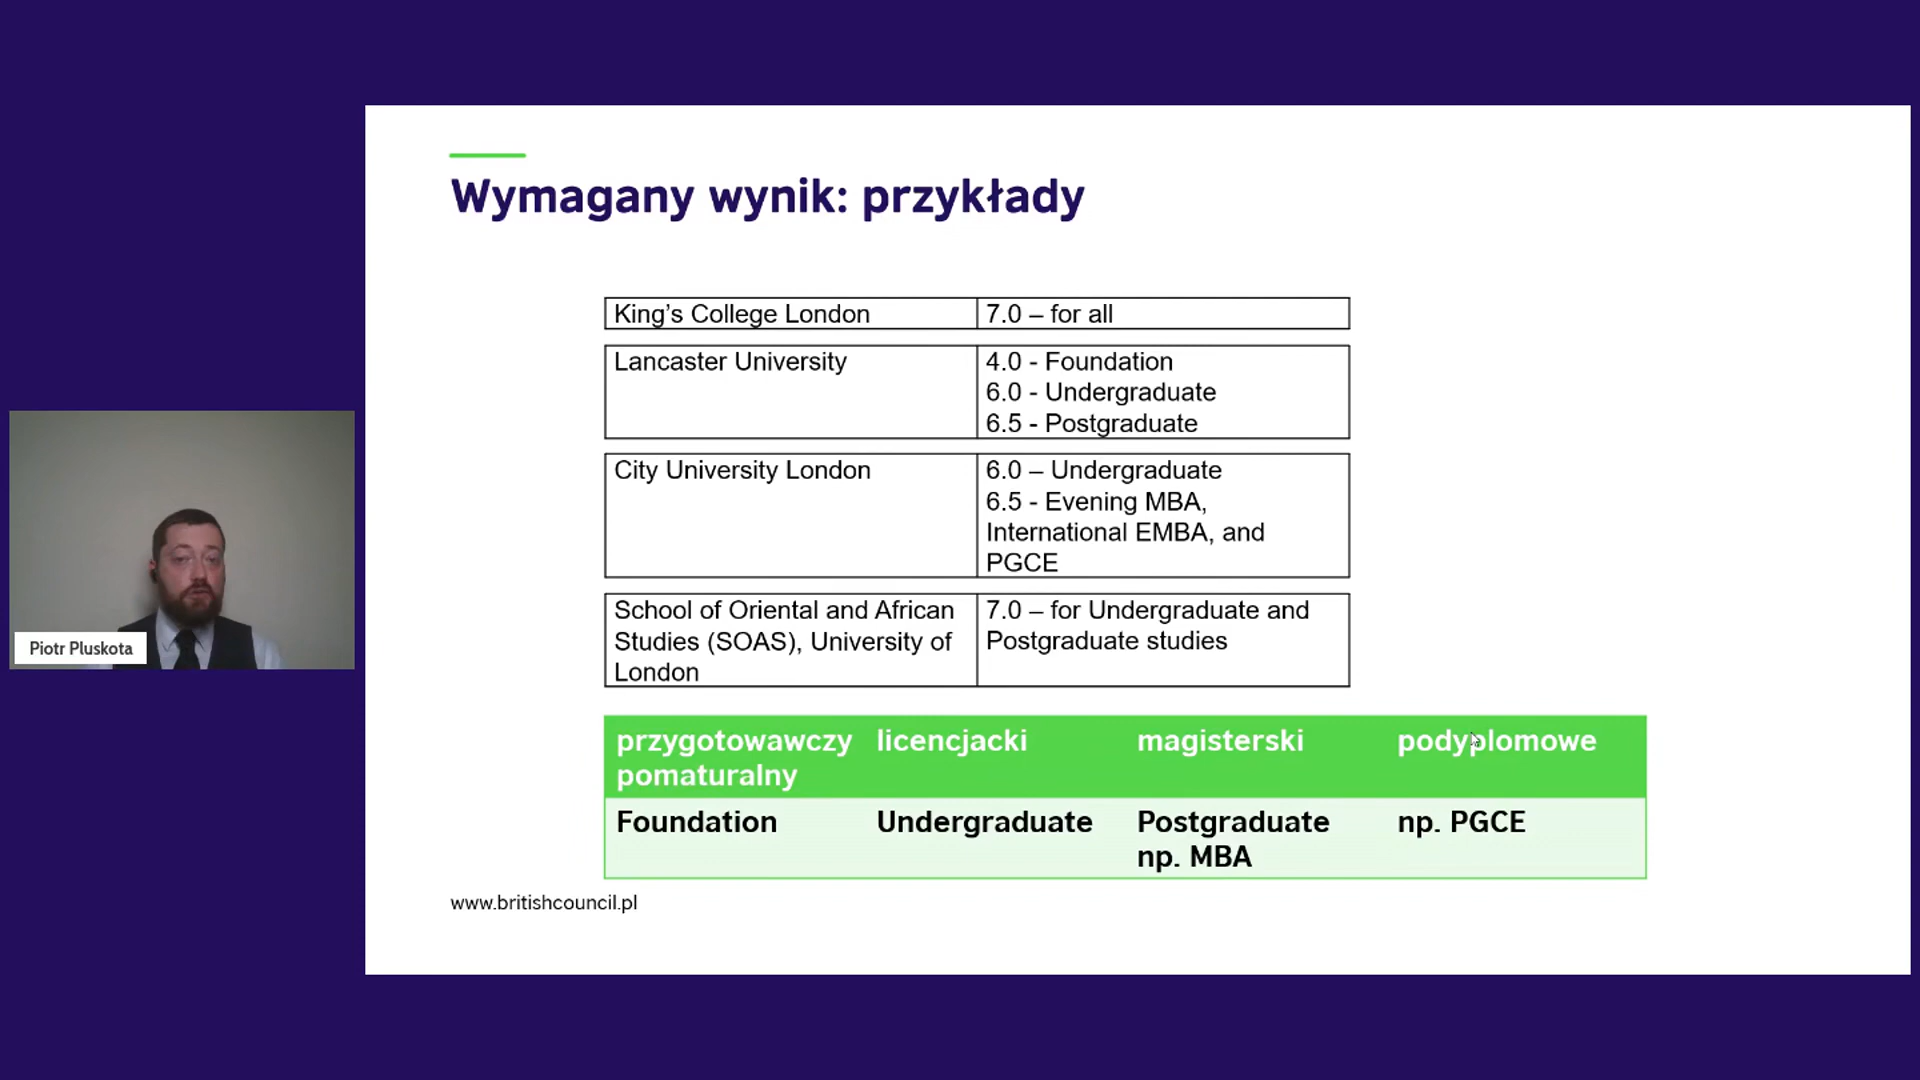 Wymagany wynik: przykłady
King’s College London
7.0 – for all
Lancaster University
4.0 - Foundation
6.0 - Undergraduate
6.5 - Postgraduate
City University London
6.0 – Undergraduate
6.5 - Evening MBA,
International EMBA, and
PGCE
School of Oriental and African
Studies (SOAS), University of
London
7.0 – for Undergraduate and
Postgraduate studies
przygotowawczy
pomaturalny
licencjacki
magisterski
podyplomowe
Foundation
Undergraduate
Postgraduate
np. MBA
np. PGCE
www.britishcouncil.pl
Piotr Pluskota